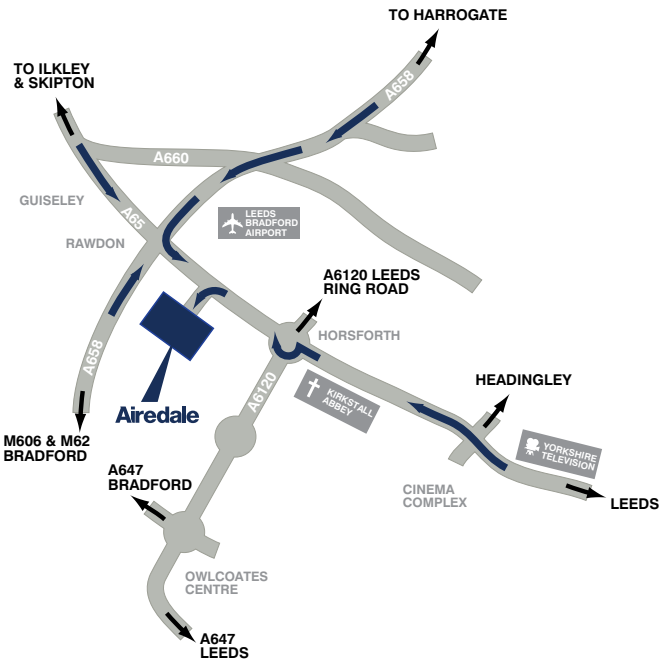 TO HARROGATE
TO ILKLEY
& SKIPTON
A658
A660
GUISELEY
A65
LEEDS
BRADFORD
AIRPORT
RAWDON
A6120 LEEDS
RING ROAD
HORSFORTH
A658
A6120
HEADINGLEY
KIRKSTALL
ABBEY
Airedale
M606 & M62
BRADFORD
YORKSHIRE
TELEVISION
A647
BRADFORD
CINEMA
COMPLEX
LEEDS
OWLCOATES
CENTRE
A647
LEEDS